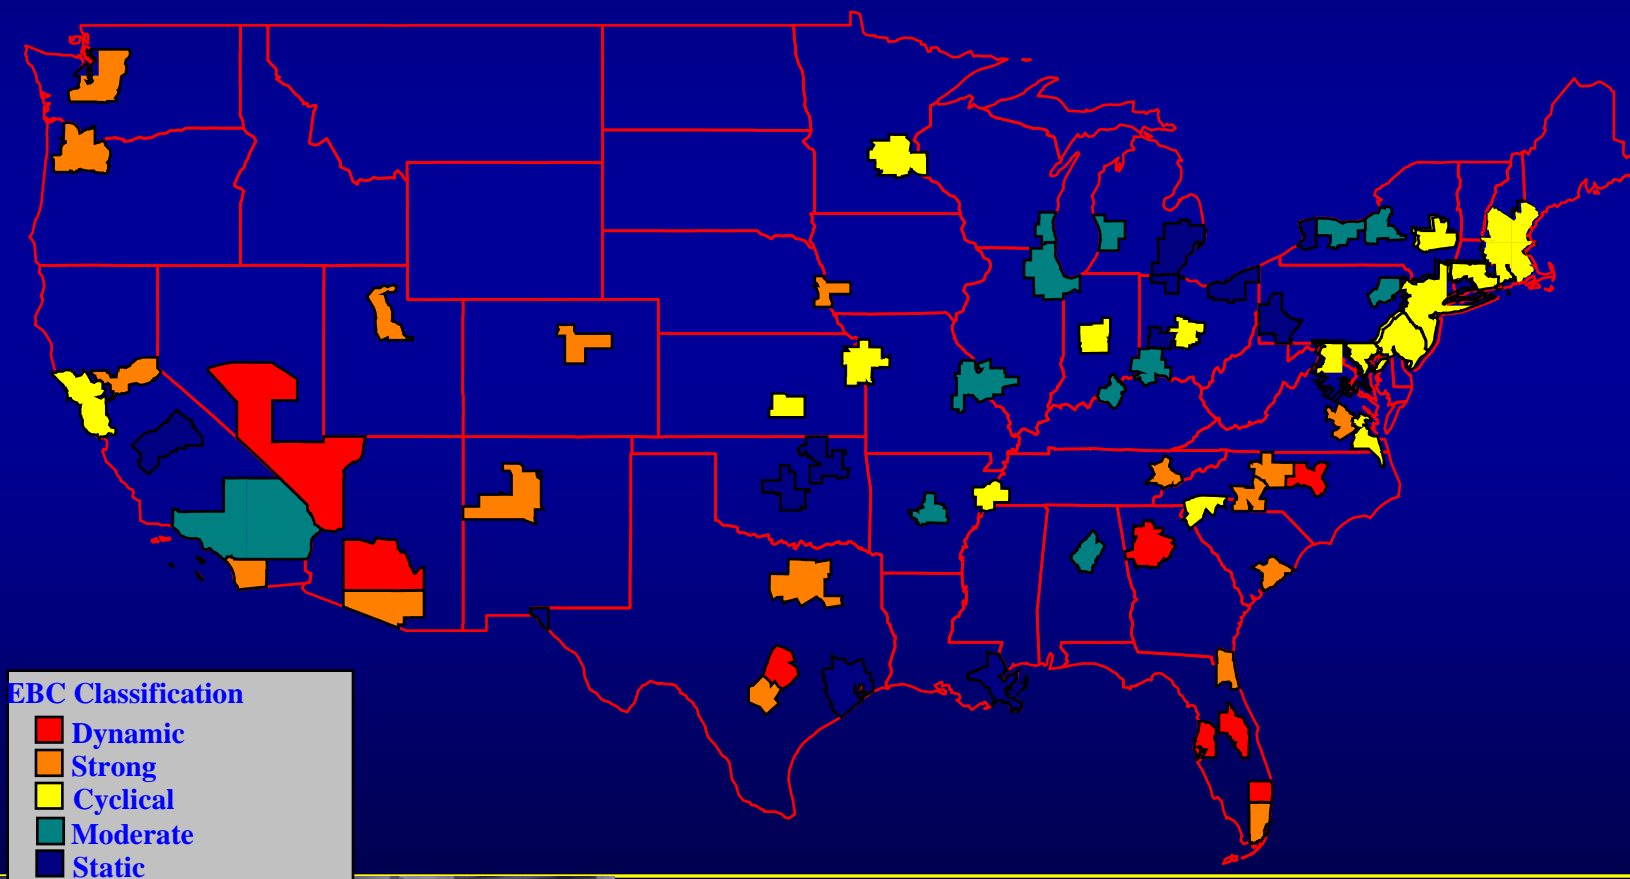 EBC Classification
Dynamic
Strong
Cyclical
Moderate
Static